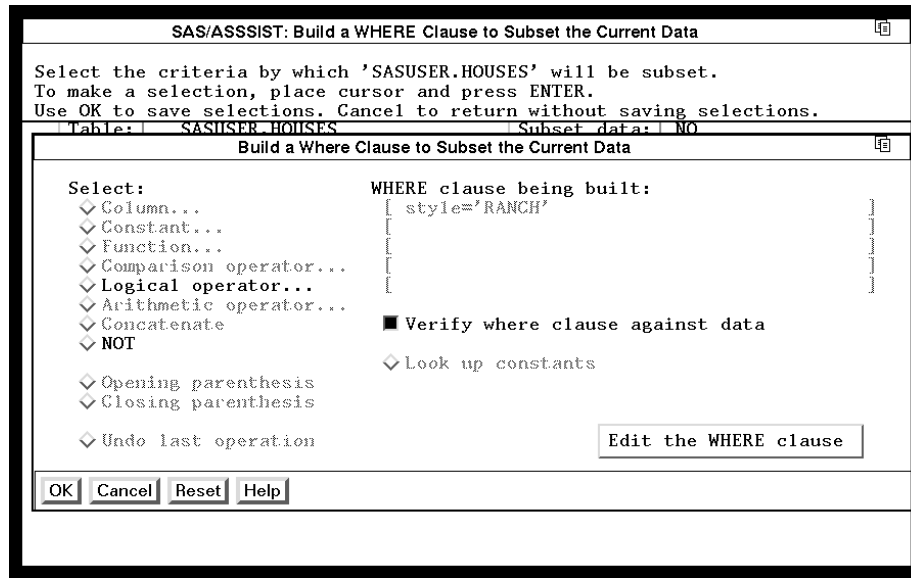 SAS/ASSSIST: Build a WHERE Clause to Subset the Current Data
Select the criteria by which 'SASUSER.HOUSES' will be subset.
To make a selection, place cursor and press ENTER.
Use OK to save selections. Cancel to return without saving selections.
Table: SASUSER.HOUSES Subset data: NO
Build a Where Clause to Subset the Current Data
Select: WHERE clause being built:
Column... [ style='RANCH' ]
Constant... [ ]
Function... [ ]
Comparison operator... [ ]
Logical operator... [ ]
Arithmetic operator...
Concatenate Verify where clause against data
NOT
Look up constants
Opening parenthesis
Closing parenthesis
Undo last operation Edit the WHERE clause
OK Cancel Reset Help